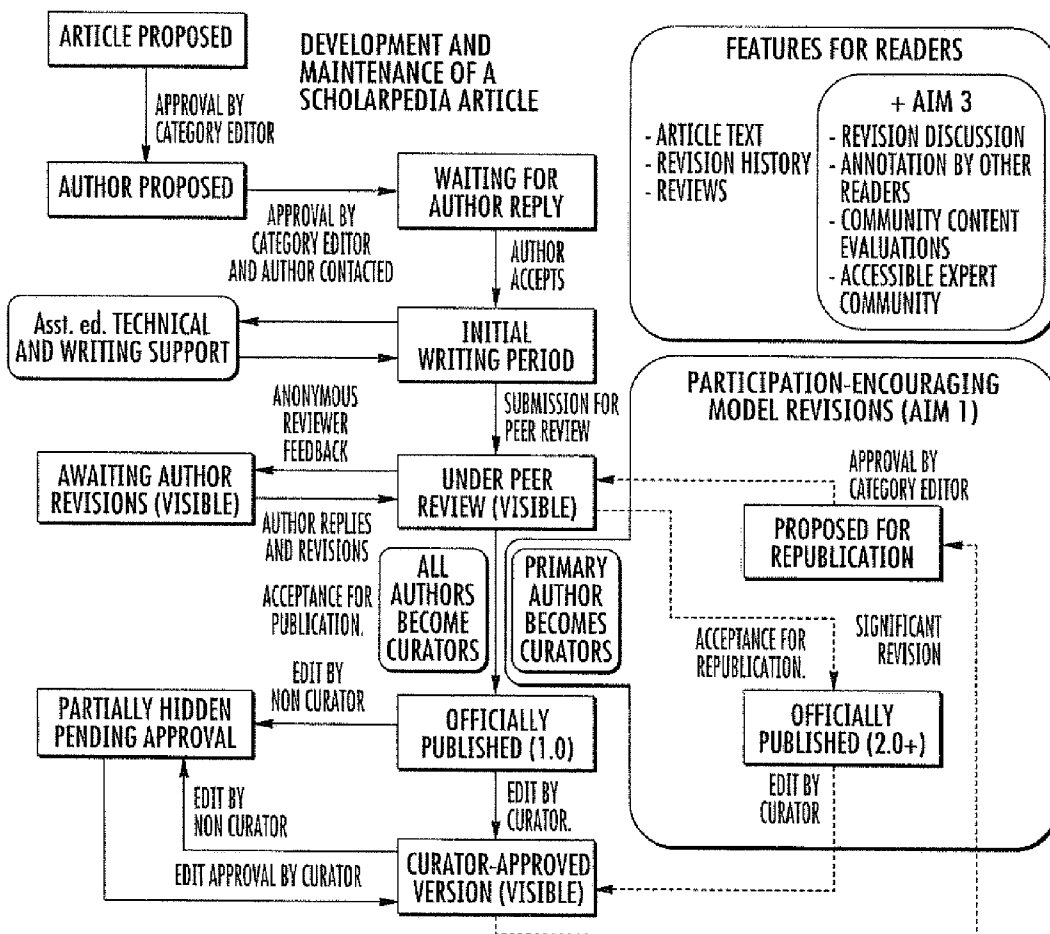 ARTICLE PROPOSED
DEVELOPMENT AND
MAINTENANCE OF A
SCHOLARPEDIA ARTICLE
APPROVAL BY
CATEGORY EDITOR
AUTHOR PROPOSED
WAITING FOR
AUTHOR REPLY
APPROVAL BY
CATEGORY EDITOR
AND AUTHOR CONTACTED
AUTHOR
ACCEPTS
Asst. ed. TECHNICAL
AND WRITING SUPPORT
INITIAL
WRITING PERIOD
ANONYMOUS
REVIEWER
FEEDBACK
SUBMISSION FOR
PEER REVIEW
AWAITING AUTHOR
REVISIONS (VISIBLE)
UNDER PEER
REVIEW (VISIBLE)
AUTHOR REPLIES
AND REVISIONS
ACCEPTANCE FOR
PUBLICATION.
ALL
AUTHORS
BECOME
CURATORS
PRIMARY
AUTHOR
BECOMES
CURATORS
EDIT BY
NON CURATOR
PARTIALLY HIDDEN
PENDING APPROVAL
OFFICIALLY
PUBLISHED (1.0)
EDIT BY
NON CURATOR
EDIT BY
CURATOR.
EDIT APPROVAL BY CURATOR
CURATOR-APPROVED
VERSION (VISIBLE)
FEATURES FOR READERS
- ARTICLE TEXT
- REVISION HISTORY
- REVIEWS
+ AIM 3
- REVISION DISCUSSION
- ANNOTATION BY OTHER
READERS
- COMMUNITY CONTENT
EVALUATIONS
- ACCESSIBLE EXPERT
COMMUNITY
PARTICIPATION-ENCOURAGING
MODEL REVISIONS (AIM 1)
APPROVAL BY
CATEGORY EDITOR
PROPOSED FOR
REPUBLICATION
ACCEPTANCE FOR
REPUBLICATION.
SIGNIFICANT
REVISION
OFFICIALLY
PUBLISHED (2.0+)
EDIT BY
CURATOR